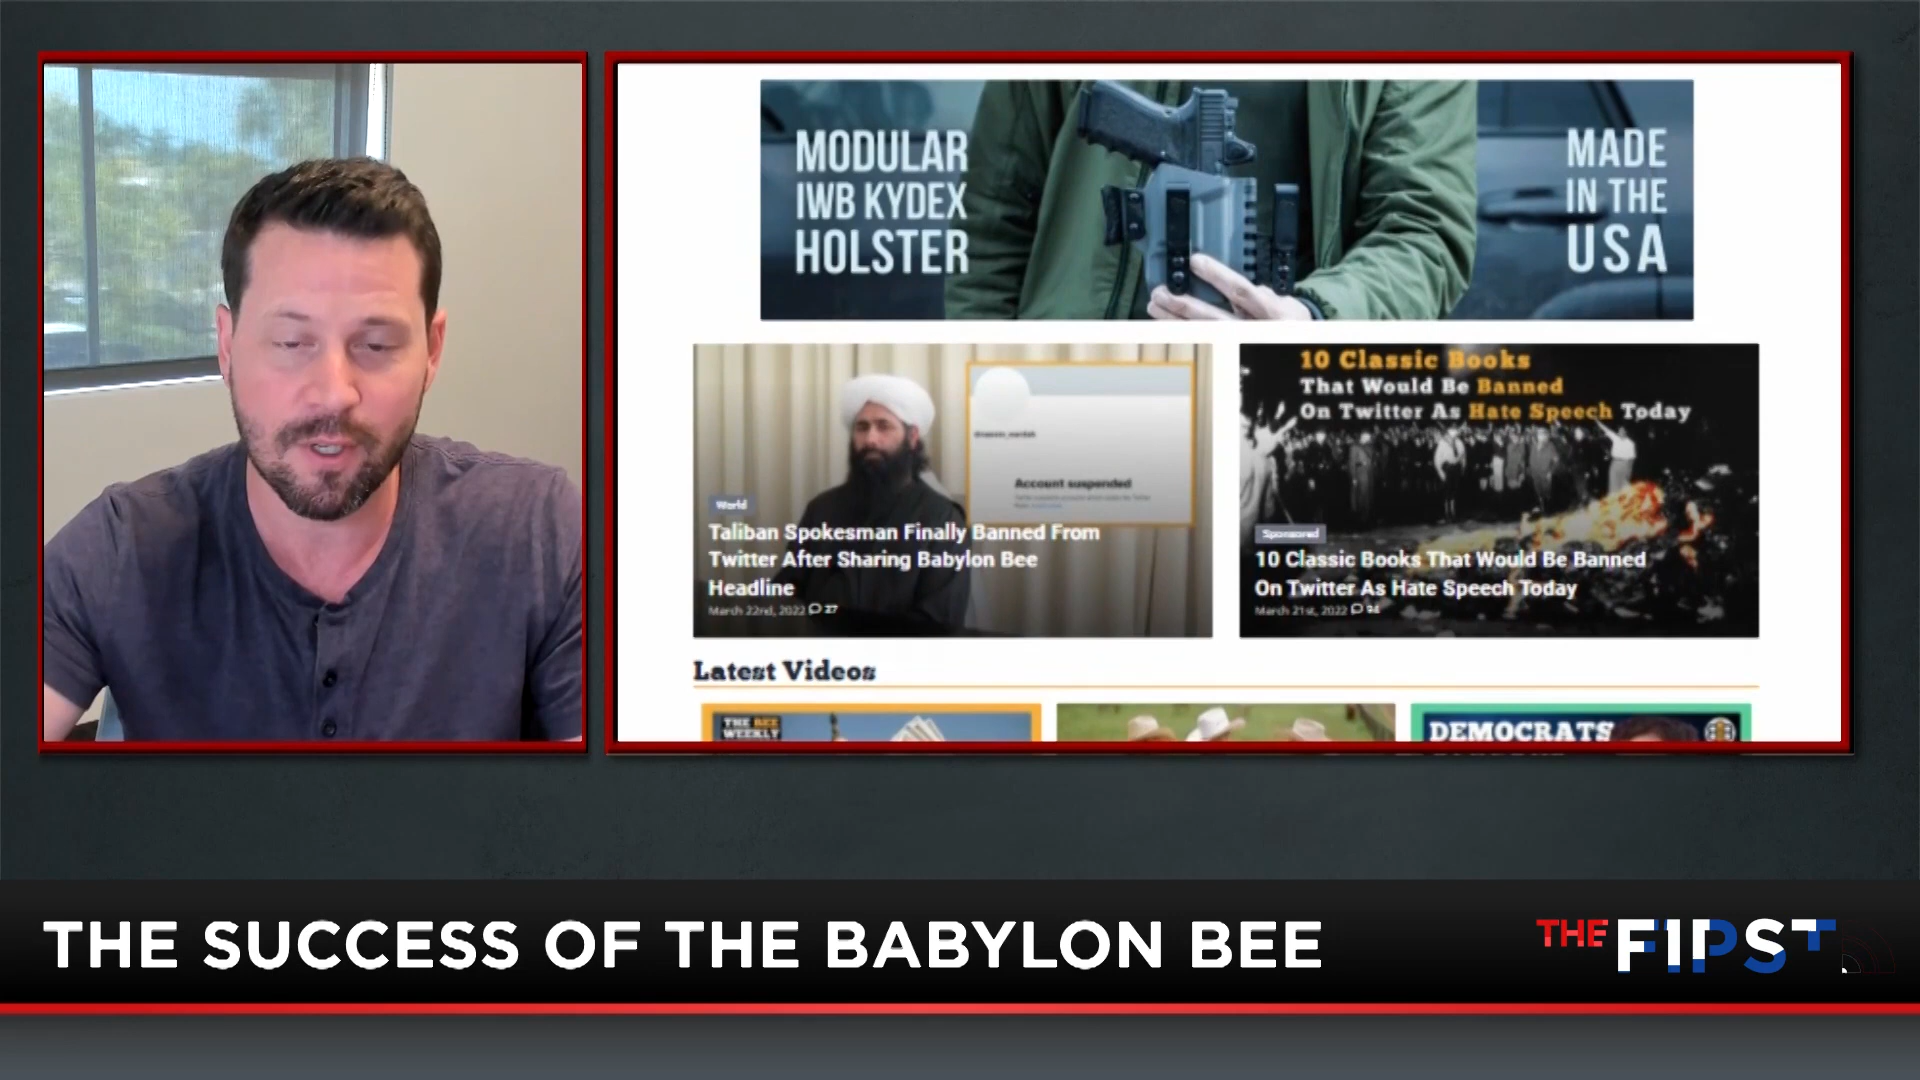 MODULAR
IWB KYDEX
HOLSTER
MADE
IN THE
USA
Account suspended
World
Taliban Spokesman Finally Banned From
Twitter After Sharing Babylon Bee
Headline
March 22nd, 2022 27
10 Classic Books
That Would Be Banned
On Twitter As Hate Speech Today
Sponsored
10 Classic Books That Would Be Banned
On Twitter As Hate Speech Today
March 21st, 2022 94
Latest Videos
THE BEE
WEEKLY
DEMOCRATS
THE SUCCESS OF THE BABYLON BEE
THE FIRST